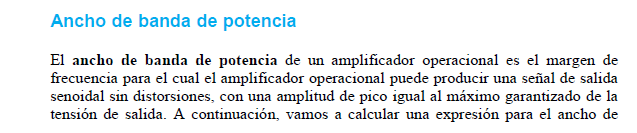 Ancho de banda de potencia
El ancho de banda de potencia de un amplificador operacional es el margen de
frecuencia para el cual el amplificador operacional puede producir una señal de salida
senoidal sin distorsiones, con una amplitud de pico igual al máximo garantizado de la
tensión de salida. A continuación, vamos a calcular una expresión para el ancho de